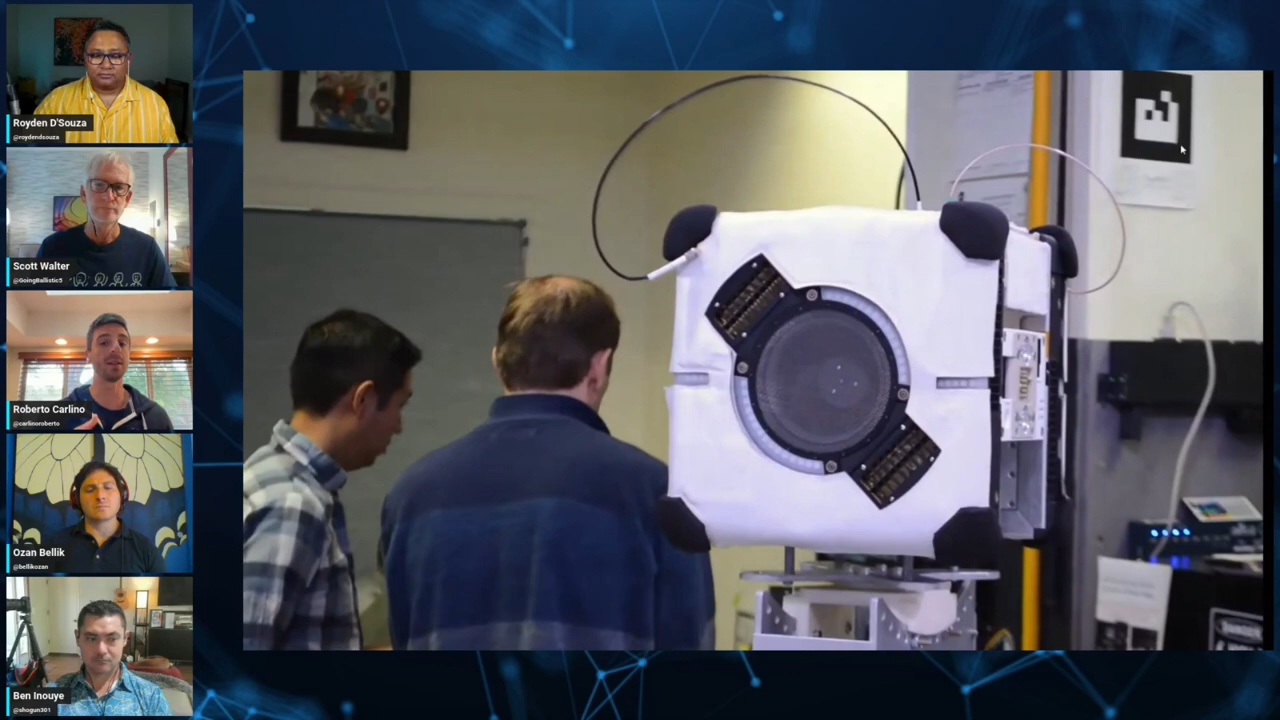 Royden D'Souza
@roydendsouza
Scott Walter
@GoingBallistic5
Roberto Carlino
@carlinoroberto
Ozan Bellik
@bellikozan
Ben Inouye
@shogun301